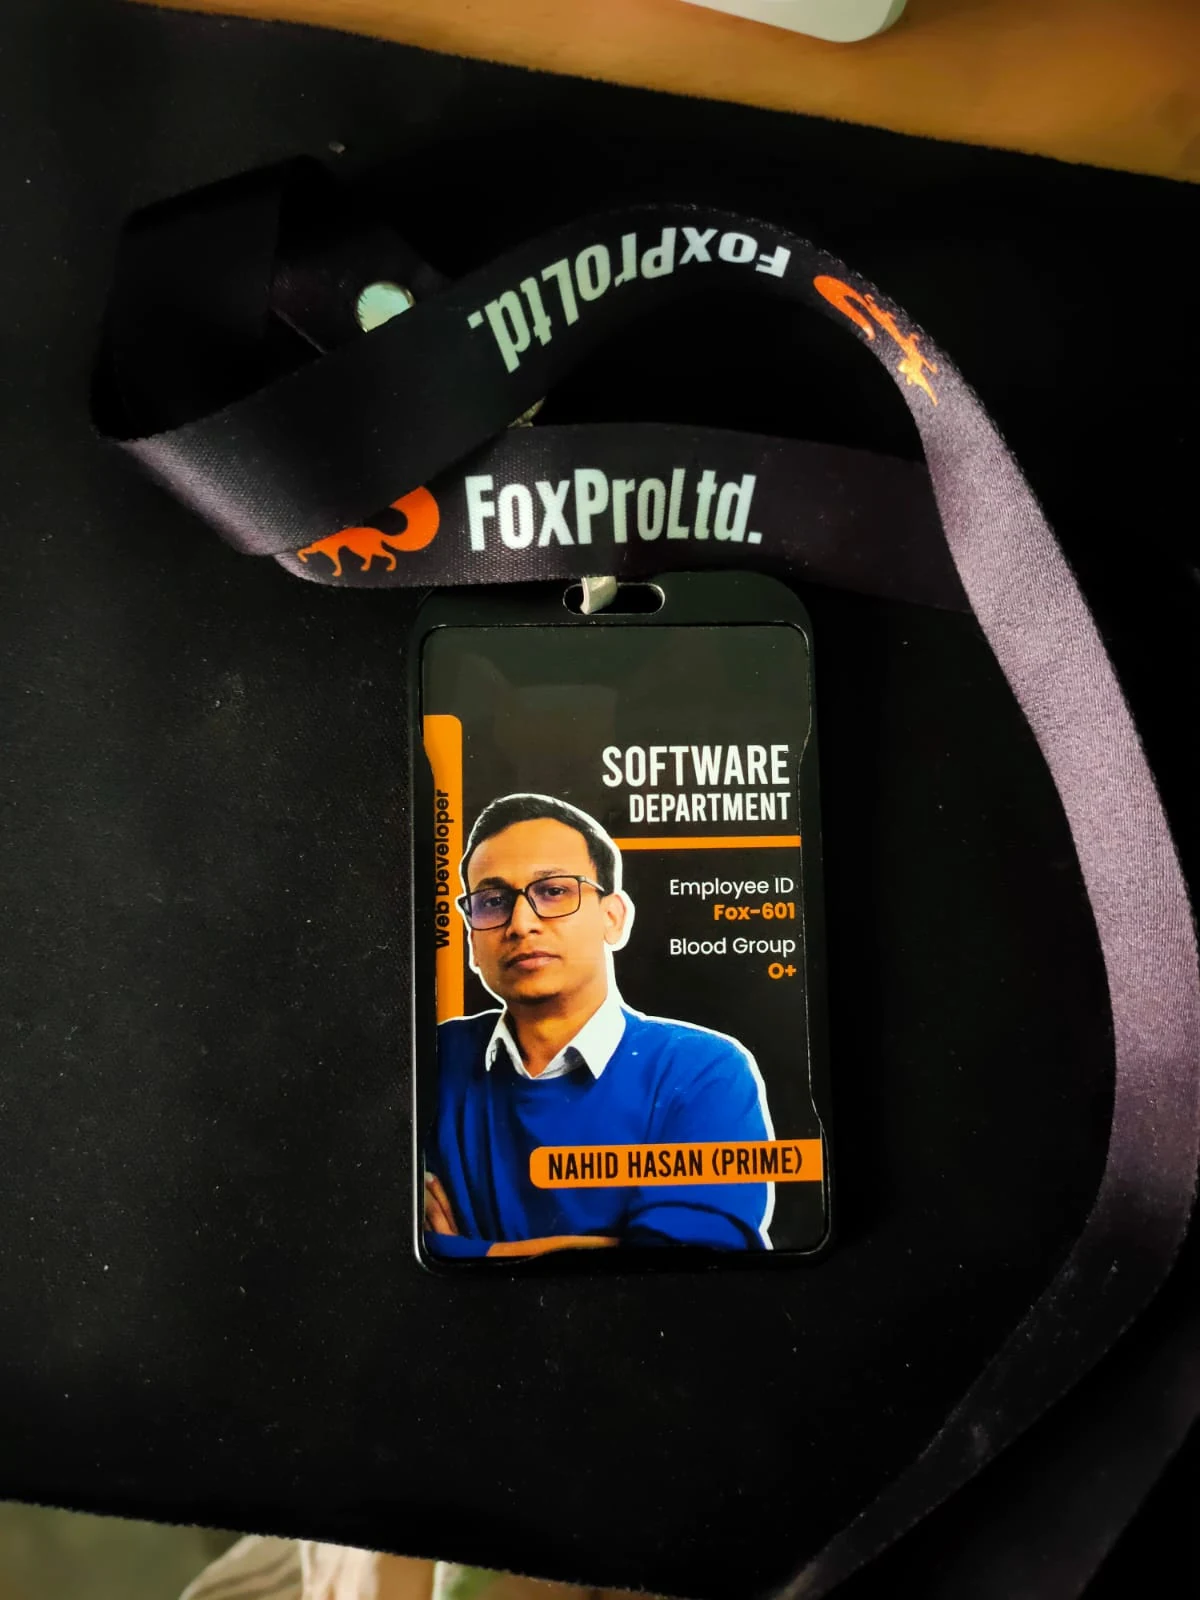 FoxProLtd.
FoxProLtd.
SOFTWARE
DEPARTMENT
Web Developer
Employee ID
Fox-601
Blood Group
O+
NAHID HASAN (PRIME)